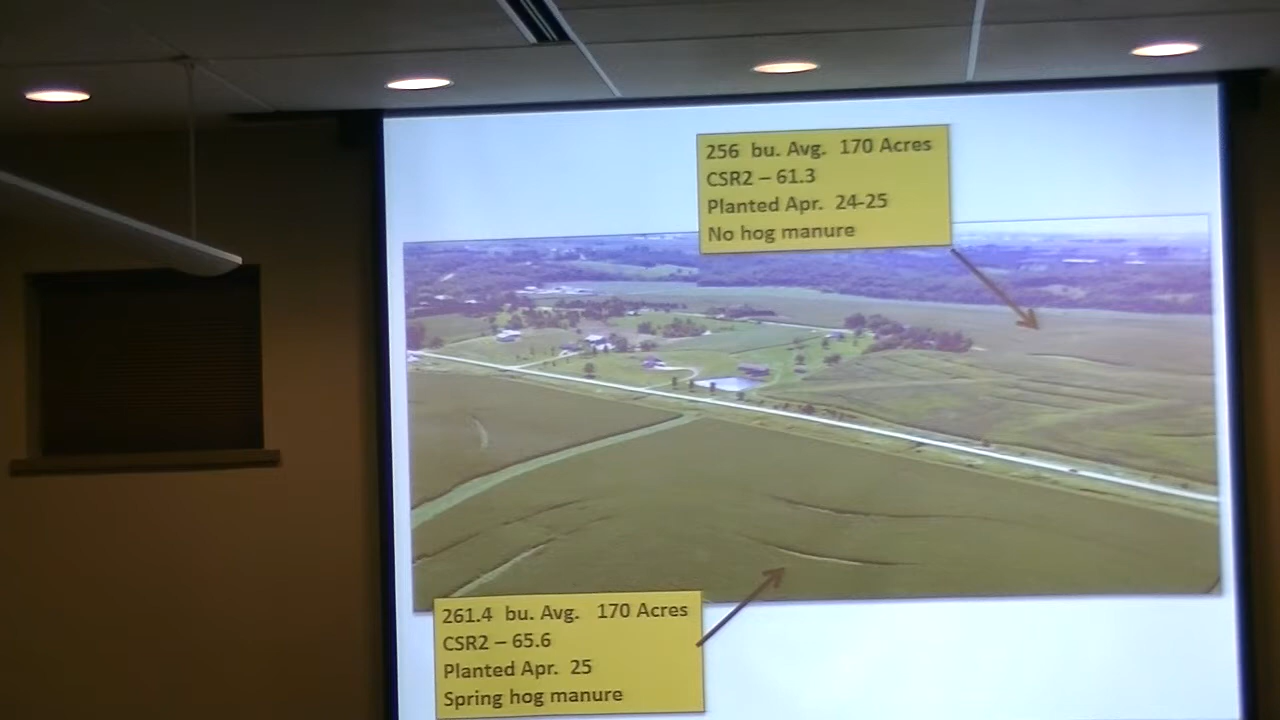 256 bu. Avg. 170 Acres
CSR2 – 61.3
Planted Apr. 24-25
No hog manure
261.4 bu. Avg. 170 Acres
CSR2 – 65.6
Planted Apr. 25
Spring hog manure